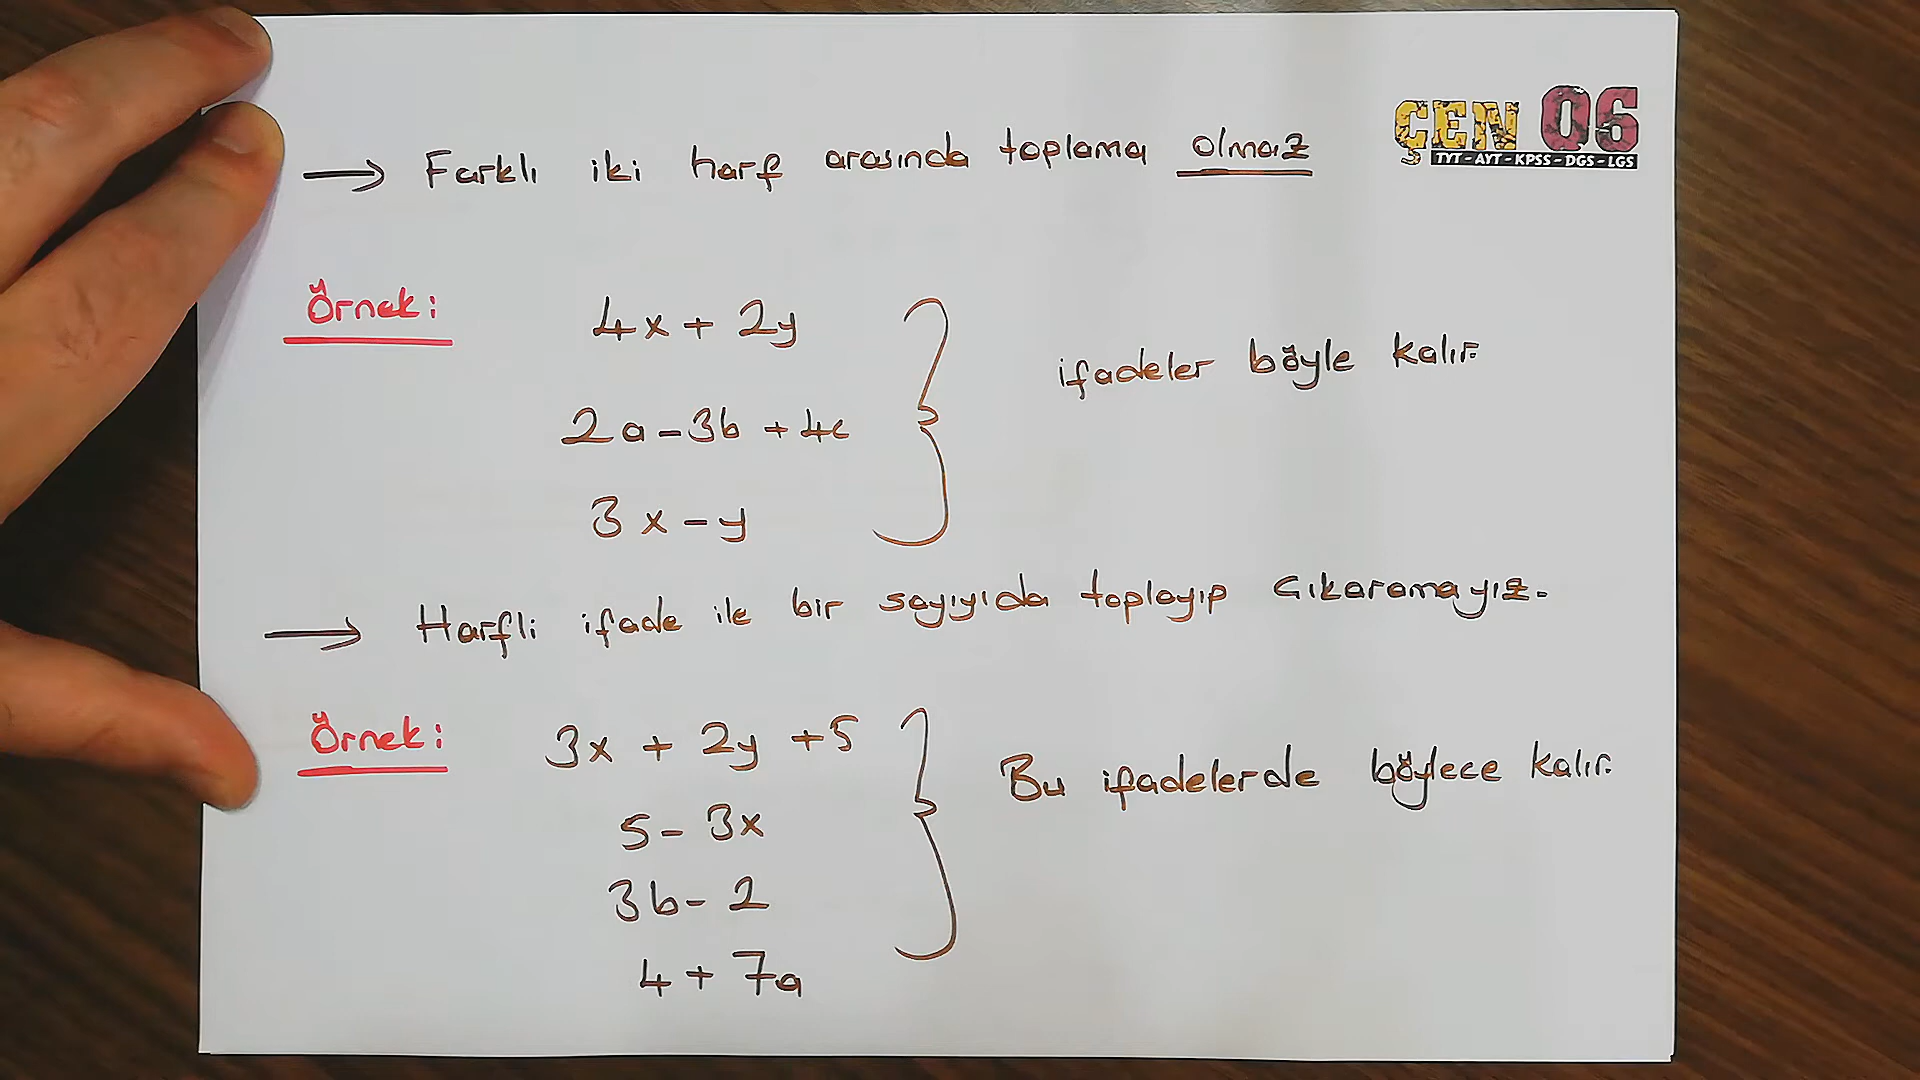 → Farklı iki harf arasında toplama olmaz
ÇEN 06
TYT - AYT - KPSS - DGS - LGS
Örnek:
4x + 2y
2a - 3b + 4c
3x - y
ifadeler böyle kalır.
→ Harfli ifade ile bir sayıyıda toplayıp çıkaramayız.
Örnek:
3x + 2y + 5
5 - 3x
3b - 2
4 + 7a
Bu ifadelerde böylece kalır.